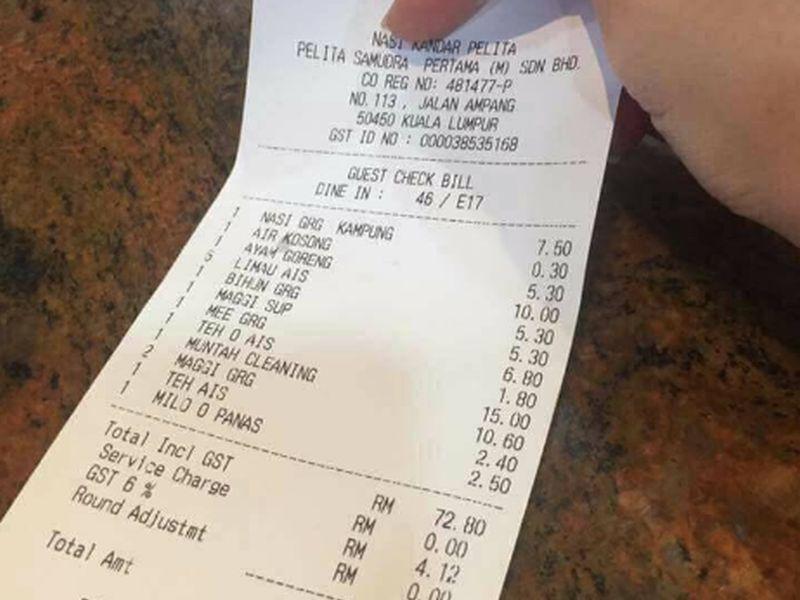 NASI KANDAR PELITA
PELITA SAMUDRA PERTAMA (M) SDN BHD.
CO REG NO: 481477-P
NO. 113 , JALAN AMPANG
50450 KUALA LUMPUR
GST ID NO : 000038535168
GUEST CHECK BILL
DINE IN : 46 / E17
1 NASI GRG KAMPUNG 7.50
1 AIR KOSONG 0.30
1 AYAM GORENG 5.30
5 LIMAU AIS 10.00
1 BIHUN GRG 5.30
1 MAGGI SUP 5.30
1 MEE GRG 6.80
1 TEH O AIS 1.80
1 MUNTAH CLEANING 15.00
2 MAGGI GRG 10.60
1 TEH AIS 2.40
1 MILO O PANAS 2.50
Total Incl GST RM 72.80
Service Charge RM 0.00
GST 6 % RM 4.12
Round Adjustmt RM 0.00
Total Amt